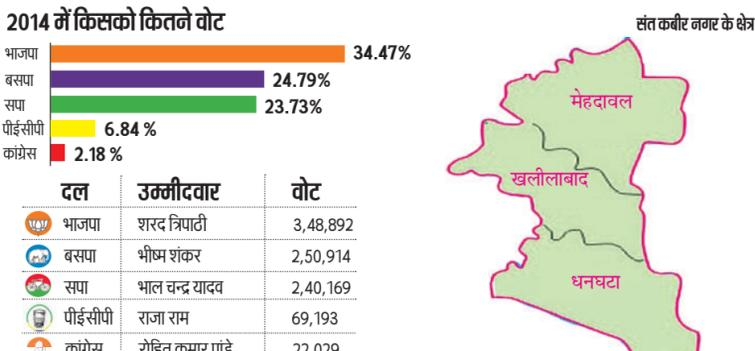 2014 में किसको कितने वोट
भाजपा 34.47%
बसपा 24.79%
सपा 23.73%
पीईसीपी 6.84 %
कांग्रेस 2.18 %
दल उम्मीदवार वोट
भाजपा शरद त्रिपाठी 3,48,892
बसपा भीष्म शंकर 2,50,914
सपा भाल चन्द्र यादव 2,40,169
पीईसीपी राजा राम 69,193
कांग्रेस रोहित कुमार पांडे 22,029
संत कबीर नगर के क्षेत्र
मेहदावल
खलीलाबाद
धनघटा